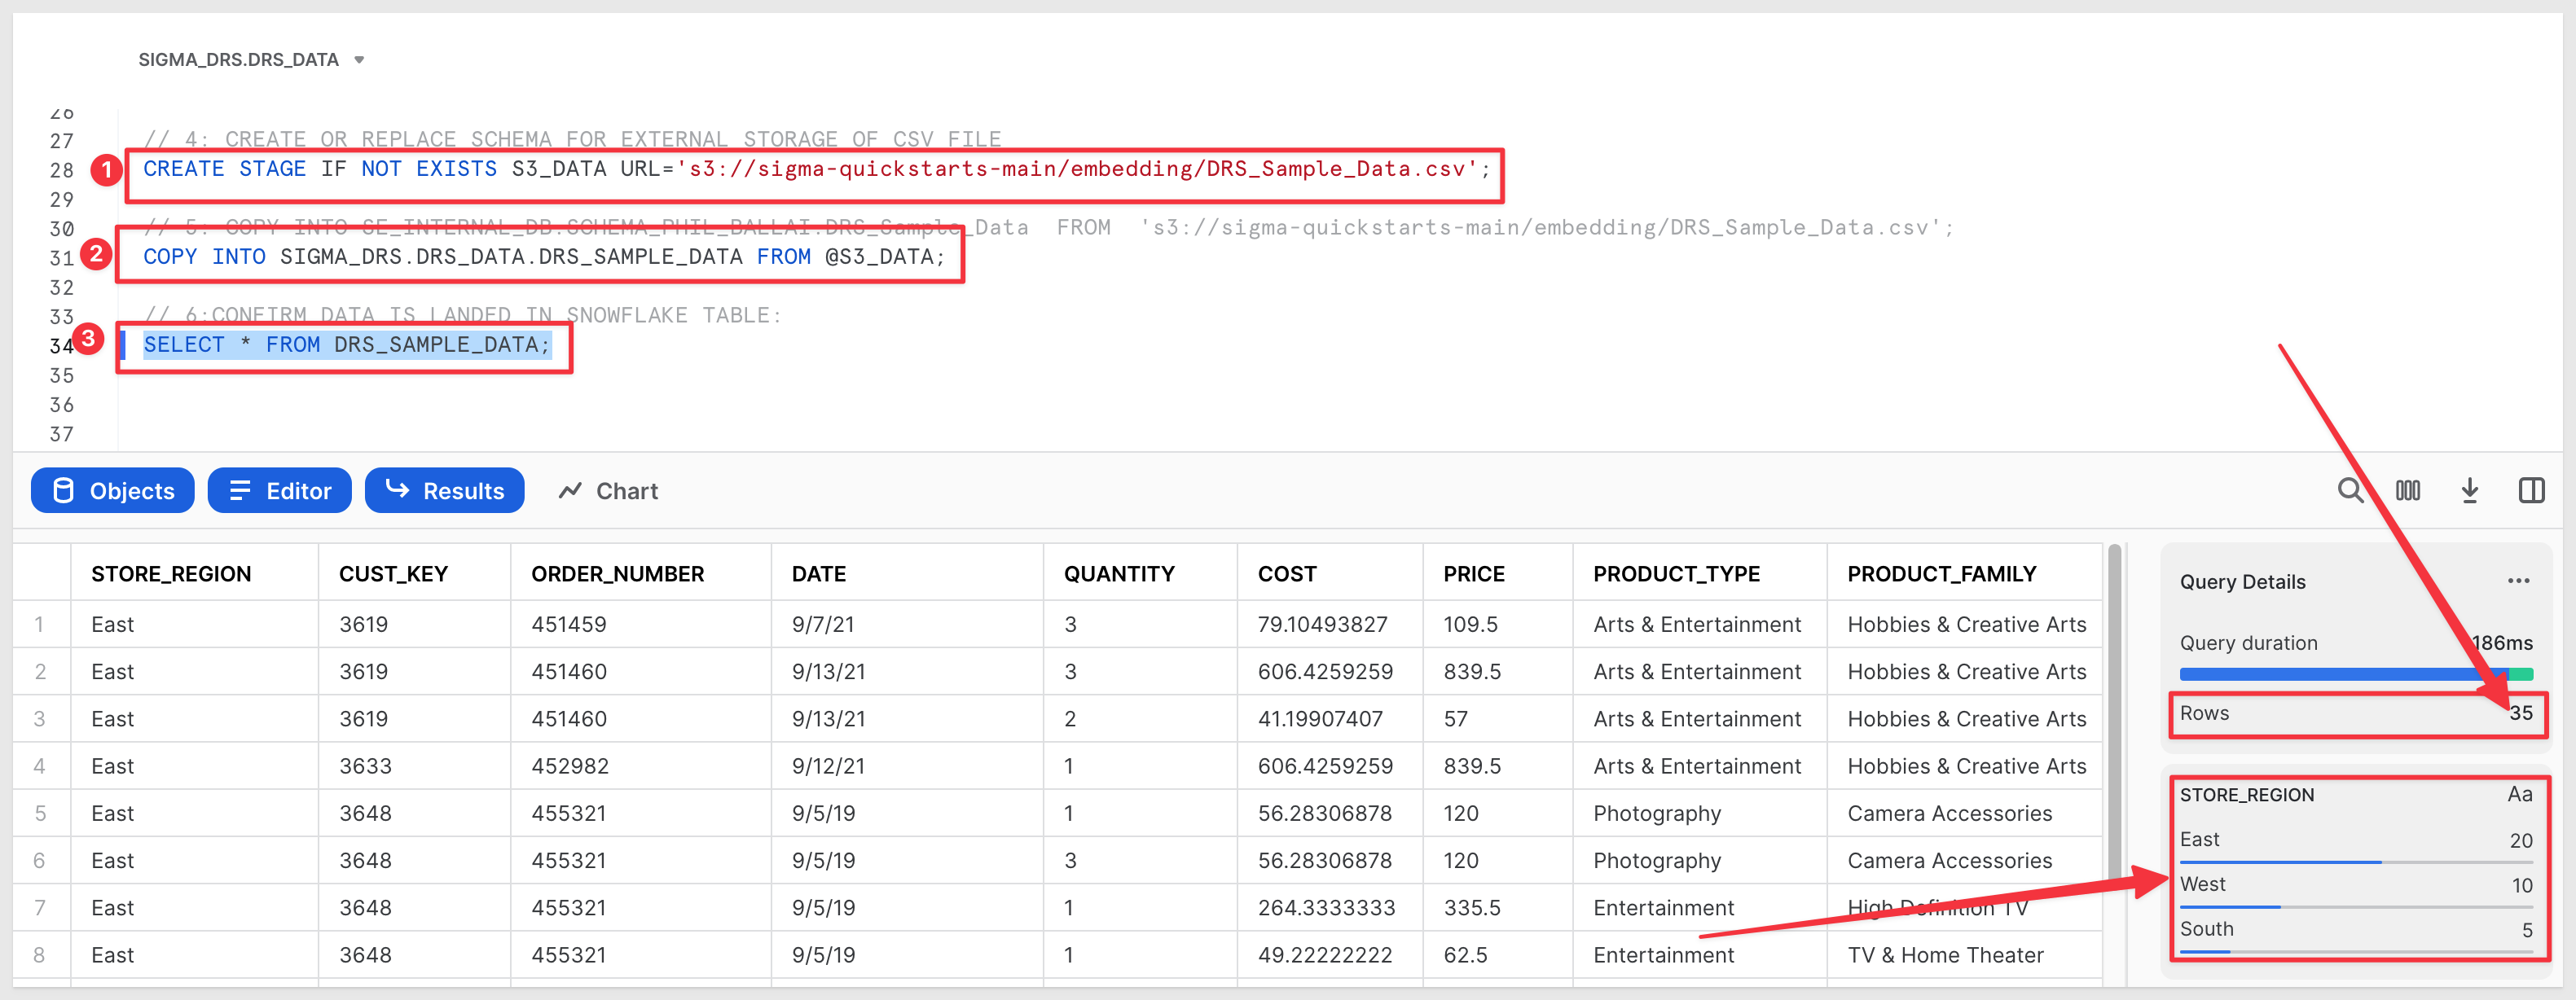 SIGMA_DRS.DRS_DATA
26
27 // 4: CREATE OR REPLACE SCHEMA FOR EXTERNAL STORAGE OF CSV FILE
1
28 CREATE STAGE IF NOT EXISTS S3_DATA URL='s3://sigma-quickstarts-main/embedding/DRS_Sample_Data.csv';
29
30 // 5: COPY INTO SE_INTERNAL_DB.SCHEMA_PHIL_BALLAI.DRS_Sample_Data  FROM  's3://sigma-quickstarts-main/embedding/DRS_Sample_Data.csv';
2
31 COPY INTO SIGMA_DRS.DRS_DATA.DRS_SAMPLE_DATA FROM @S3_DATA;
32
33 // 6:CONFIRM DATA IS LANDED IN SNOWFLAKE TABLE:
3
34 SELECT * FROM DRS_SAMPLE_DATA;
35
36
37
Objects Editor Results Chart
STORE_REGION CUST_KEY ORDER_NUMBER DATE QUANTITY COST PRICE PRODUCT_TYPE PRODUCT_FAMILY
1 East 3619 451459 9/7/21 3 79.10493827 109.5 Arts & Entertainment Hobbies & Creative Arts
2 East 3619 451460 9/13/21 3 606.4259259 839.5 Arts & Entertainment Hobbies & Creative Arts
3 East 3619 451460 9/13/21 2 41.19907407 57 Arts & Entertainment Hobbies & Creative Arts
4 East 3633 452982 9/12/21 1 606.4259259 839.5 Arts & Entertainment Hobbies & Creative Arts
5 East 3648 455321 9/5/19 1 56.28306878 120 Photography Camera Accessories
6 East 3648 455321 9/5/19 3 56.28306878 120 Photography Camera Accessories
7 East 3648 455321 9/5/19 1 264.3333333 335.5 Entertainment High Definition TV
8 East 3648 455321 9/5/19 1 49.22222222 62.5 Entertainment TV & Home Theater
Query Details
Query duration 186ms
Rows 35
STORE_REGION Aa
East 20
West 10
South 5